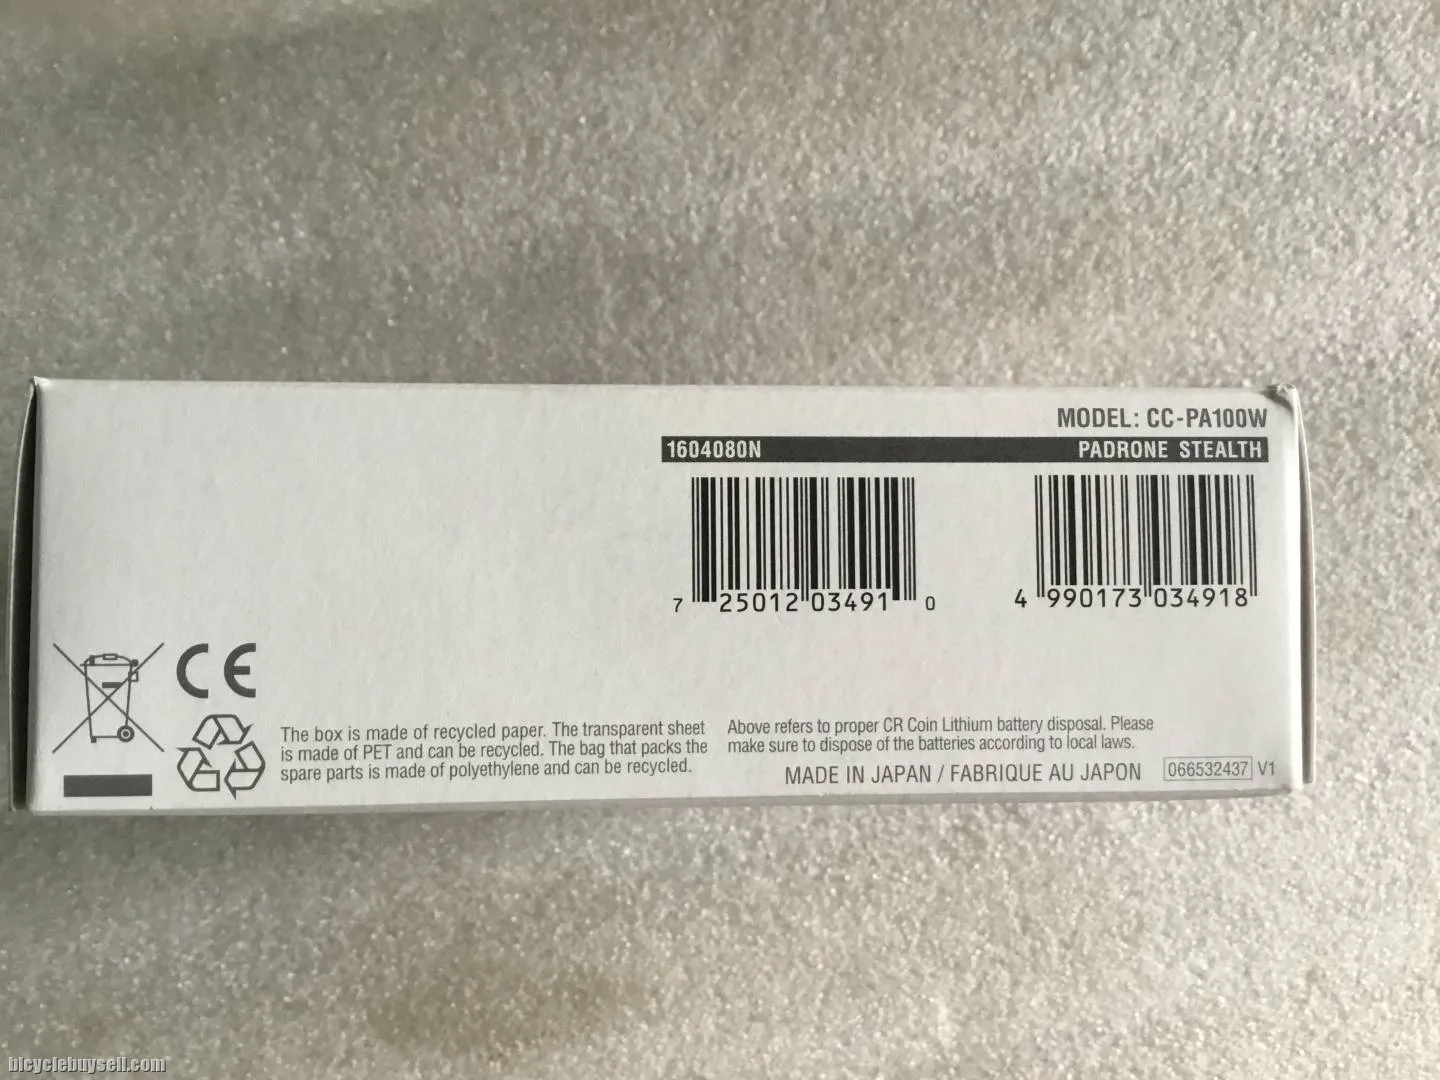 MODEL: CC-PA100W
1604080N PADRONE STEALTH
7 25012 03491 0
4 990173 034918
CE
The box is made of recycled paper. The transparent sheet
is made of PET and can be recycled. The bag that packs the
spare parts is made of polyethylene and can be recycled.
Above refers to proper CR Coin Lithium battery disposal. Please
make sure to dispose of the batteries according to local laws.
MADE IN JAPAN / FABRIQUE AU JAPON
066532437 V1
bicyclebuysell.com